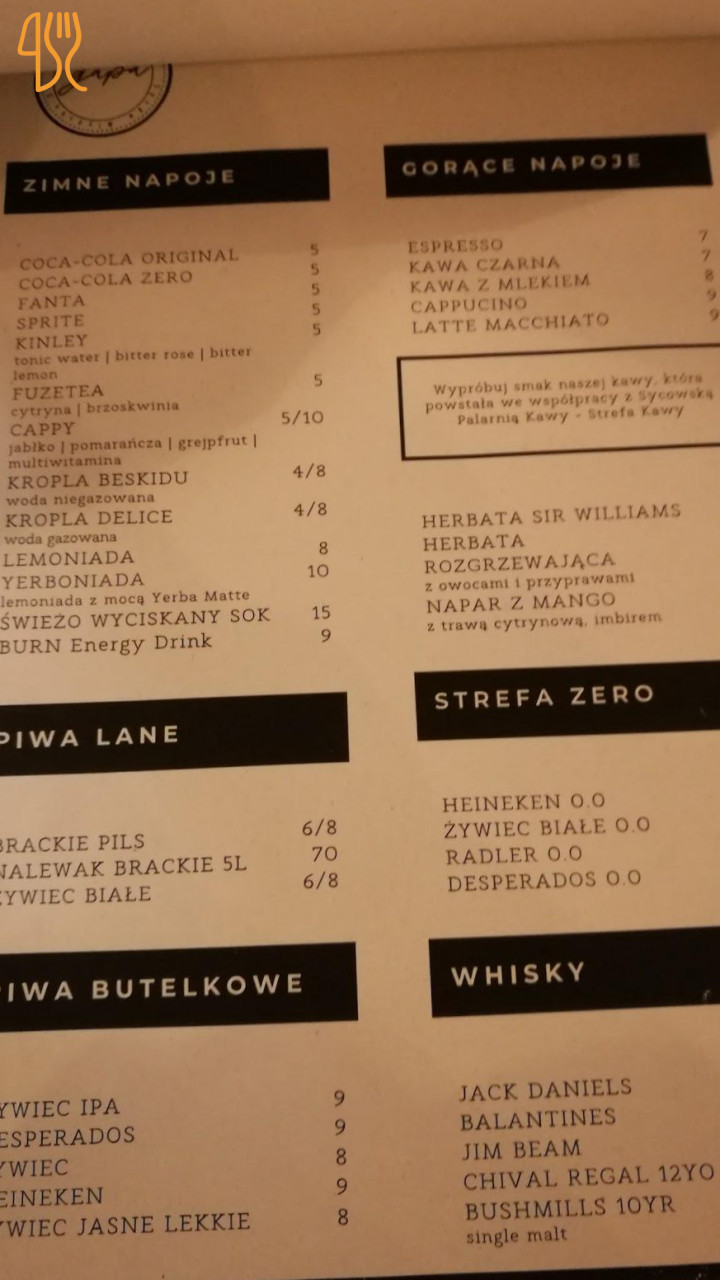 ZIMNE NAPOJE
COCA-COLA ORIGINAL 5
COCA-COLA ZERO 5
FANTA 5
SPRITE 5
KINLEY 5
tonic water | bitter rose | bitter
lemon
FUZETEA 5
cytryna | brzoskwinia
CAPPY 5/10
jabłko | pomarańcza | grejpfrut |
multiwitamina
KROPLA BESKIDU 4/8
woda niegazowana
KROPLA DELICE 4/8
woda gazowana
LEMONIADA 8
YERBONIADA 10
lemoniada z mocą Yerba Matte
ŚWIEŻO WYCISKANY SOK 15
BURN Energy Drink 9
PIWA LANE
BRACKIE PILS 6/8
NALEWAK BRACKIE 5L 70
ŻYWIEC BIAŁE 6/8
PIWA BUTELKOWE
YWIEC IPA 9
ESPERADOS 9
YWIEC 8
EINEKEN 9
YWIEC JASNE LEKKIE 8
GORĄCE NAPOJE
ESPRESSO 7
KAWA CZARNA 7
KAWA Z MLEKIEM 8
CAPPUCINO 9
LATTE MACCHIATO 9
Wypróbuj smak naszej kawy, która
powstała we współpracy z Sycowską
Palarnią Kawy - Strefa Kawy
HERBATA SIR WILLIAMS
HERBATA
ROZGRZEWAJĄCA
z owocami i przyprawami
NAPAR Z MANGO
z trawą cytrynową, imbirem
STREFA ZERO
HEINEKEN 0.0
ŻYWIEC BIAŁE 0.0
RADLER 0.0
DESPERADOS 0.0
WHISKY
JACK DANIELS
BALANTINES
JIM BEAM
CHIVAL REGAL 12YO
BUSHMILLS 10YR
single malt